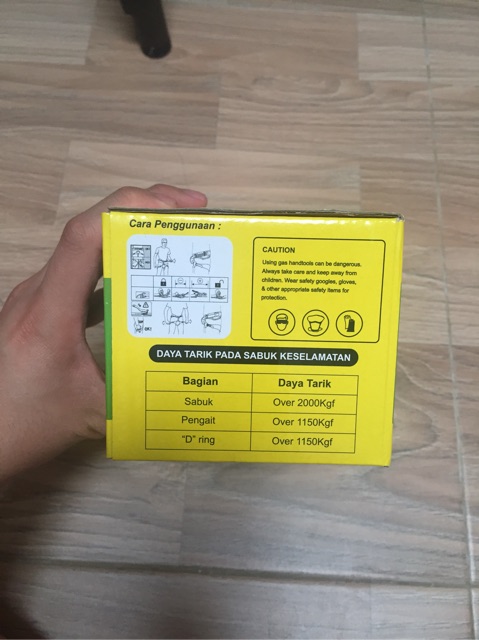 Cara Penggunaan :
CAUTION
Using gas handtools can be dangerous.
Always take care and keep away from
children. Wear safety googles, gloves,
& other appropriate safety items for
protection.
DAYA TARIK PADA SABUK KESELAMATAN
Bagian Daya Tarik
Sabuk Over 2000Kgf
Pengait Over 1150Kgf
"D" ring Over 1150Kgf